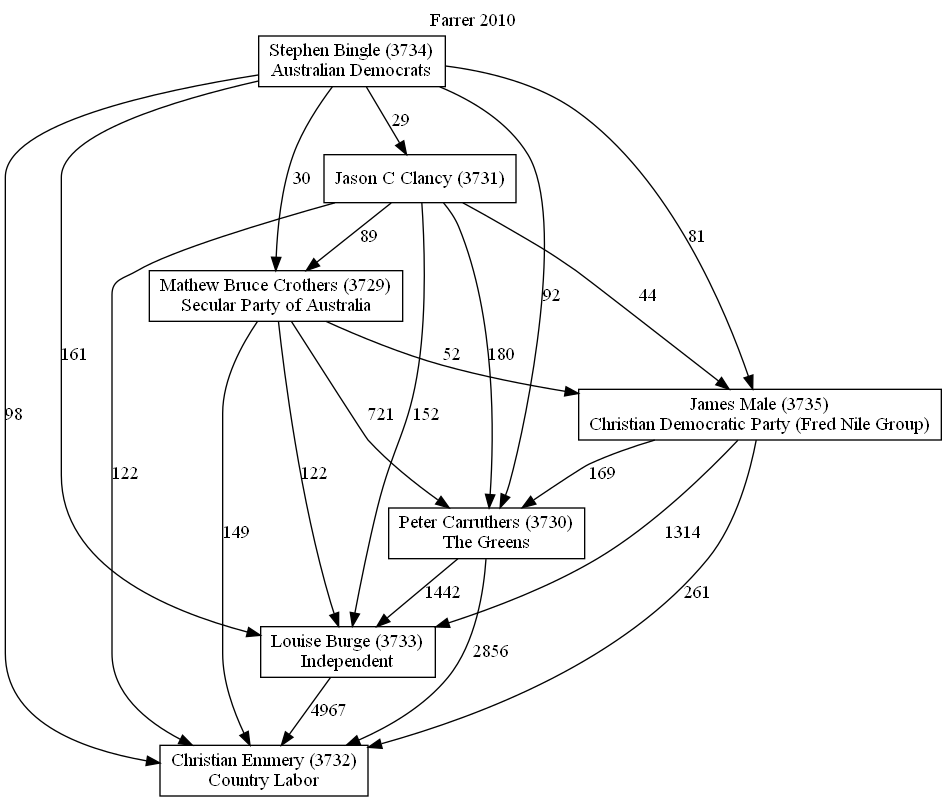 Farrer 2010
Stephen Bingle (3734)
Australian Democrats
29
Jason C Clancy (3731)
30
89
81
Mathew Bruce Crothers (3729)
Secular Party of Australia
92
44
161
52
180
98
721
152
James Male (3735)
Christian Democratic Party (Fred Nile Group)
122
122
169
149
Peter Carruthers (3730)
The Greens
1314
1442
261
Louise Burge (3733)
Independent
2856
4967
Christian Emmery (3732)
Country Labor